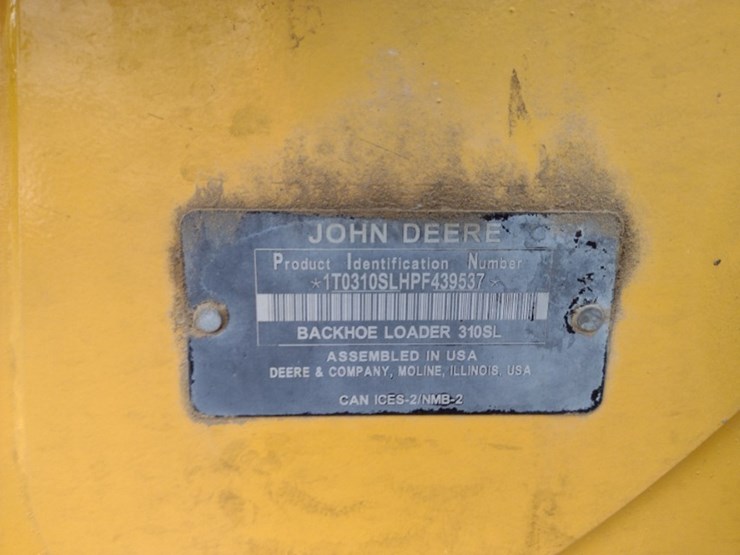 JOHN DEERE
Product Identification Number
*1T0310SLHPF439537*
BACKHOE LOADER 310SL
ASSEMBLED IN USA
DEERE & COMPANY, MOLINE, ILLINOIS USA
CAN ICES-2/NMB-2